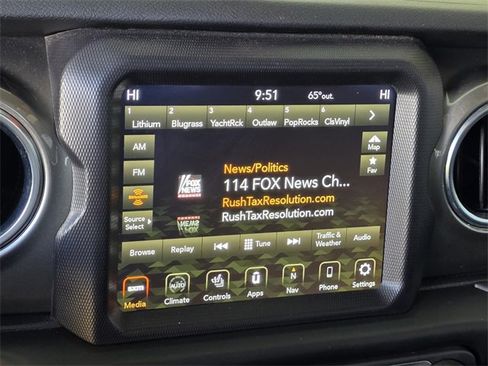 HI 9:51 65°out. HI
1 2 3 4 5 6
Lithium Blugrass YachtRck Outlaw PopRocks ClsVinyl
AM
Map
FM
Fav
News/Politics
FOX NEWS
114 FOX News Ch...
RushTaxResolution.com
Source Select
RushTaxResolution.com
Browse Replay Tune Traffic & Weather Audio
sxm AUTO N
Media Climate Controls Apps Nav Phone Settings